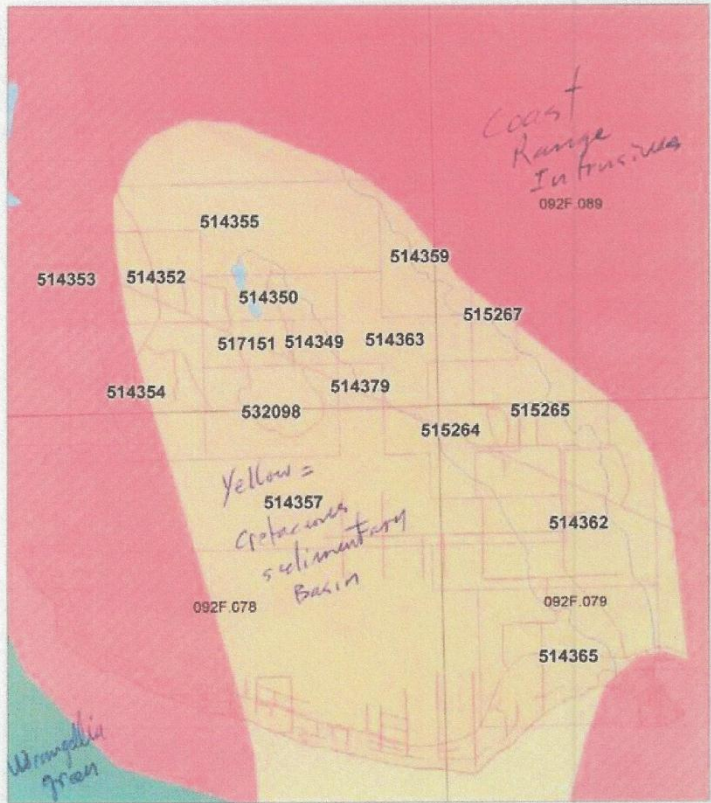 Coast
Range
Intrusives
092F.089
514355
514359
514353
514352
514350
515267
517151
514349
514363
514379
514354
532098
515265
515264
Yellow =
514357
Cretaceous
sedimentary
Basin
514362
092F.078
092F.079
514365
Wrangellia
green